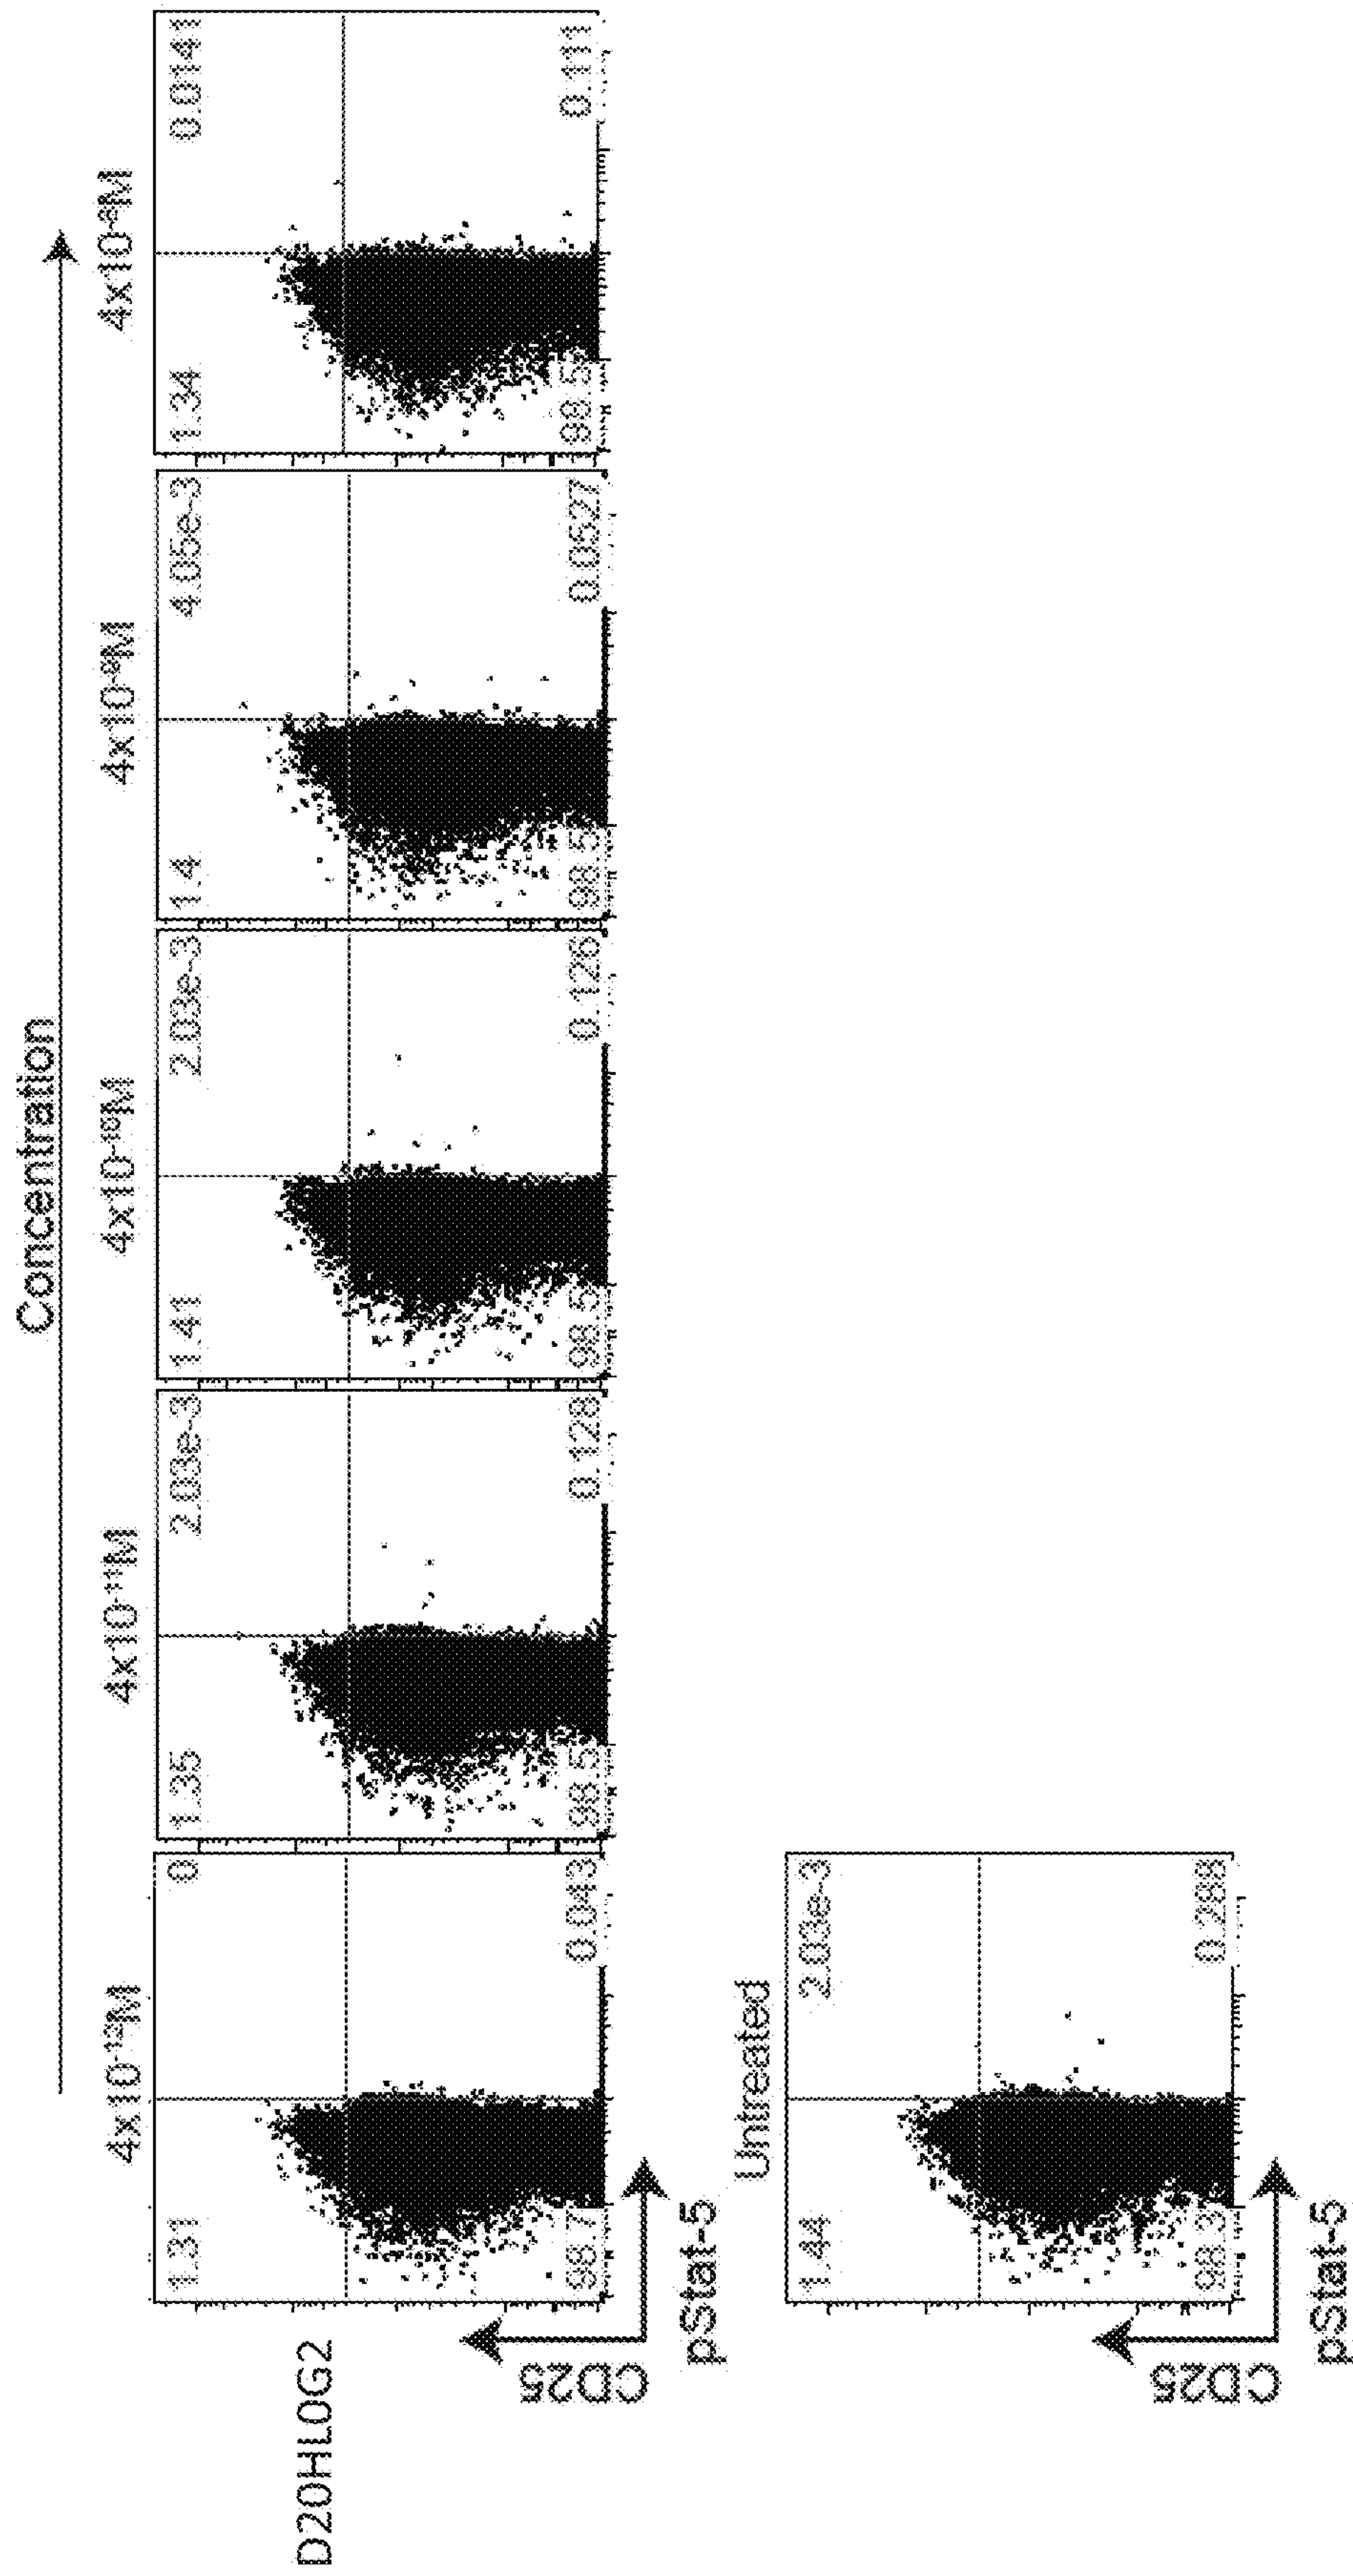 Concentration
4x10⁻¹²M 4x10⁻¹¹M 4x10⁻¹⁰M 4x10⁻⁹M 4x10⁻⁸M
1.31 0 1.35 2.03e-3 1.41 2.03e-3 1.4 4.05e-3 1.34 0.0141
D20HL0G2
98.7 0.043 98.5 0.128 98.5 0.126 98.5 0.0527 98.5 0.111
CD25
pStat-5
Untreated
1.44 2.03e-3
98.3 0.288
CD25
pStat-5